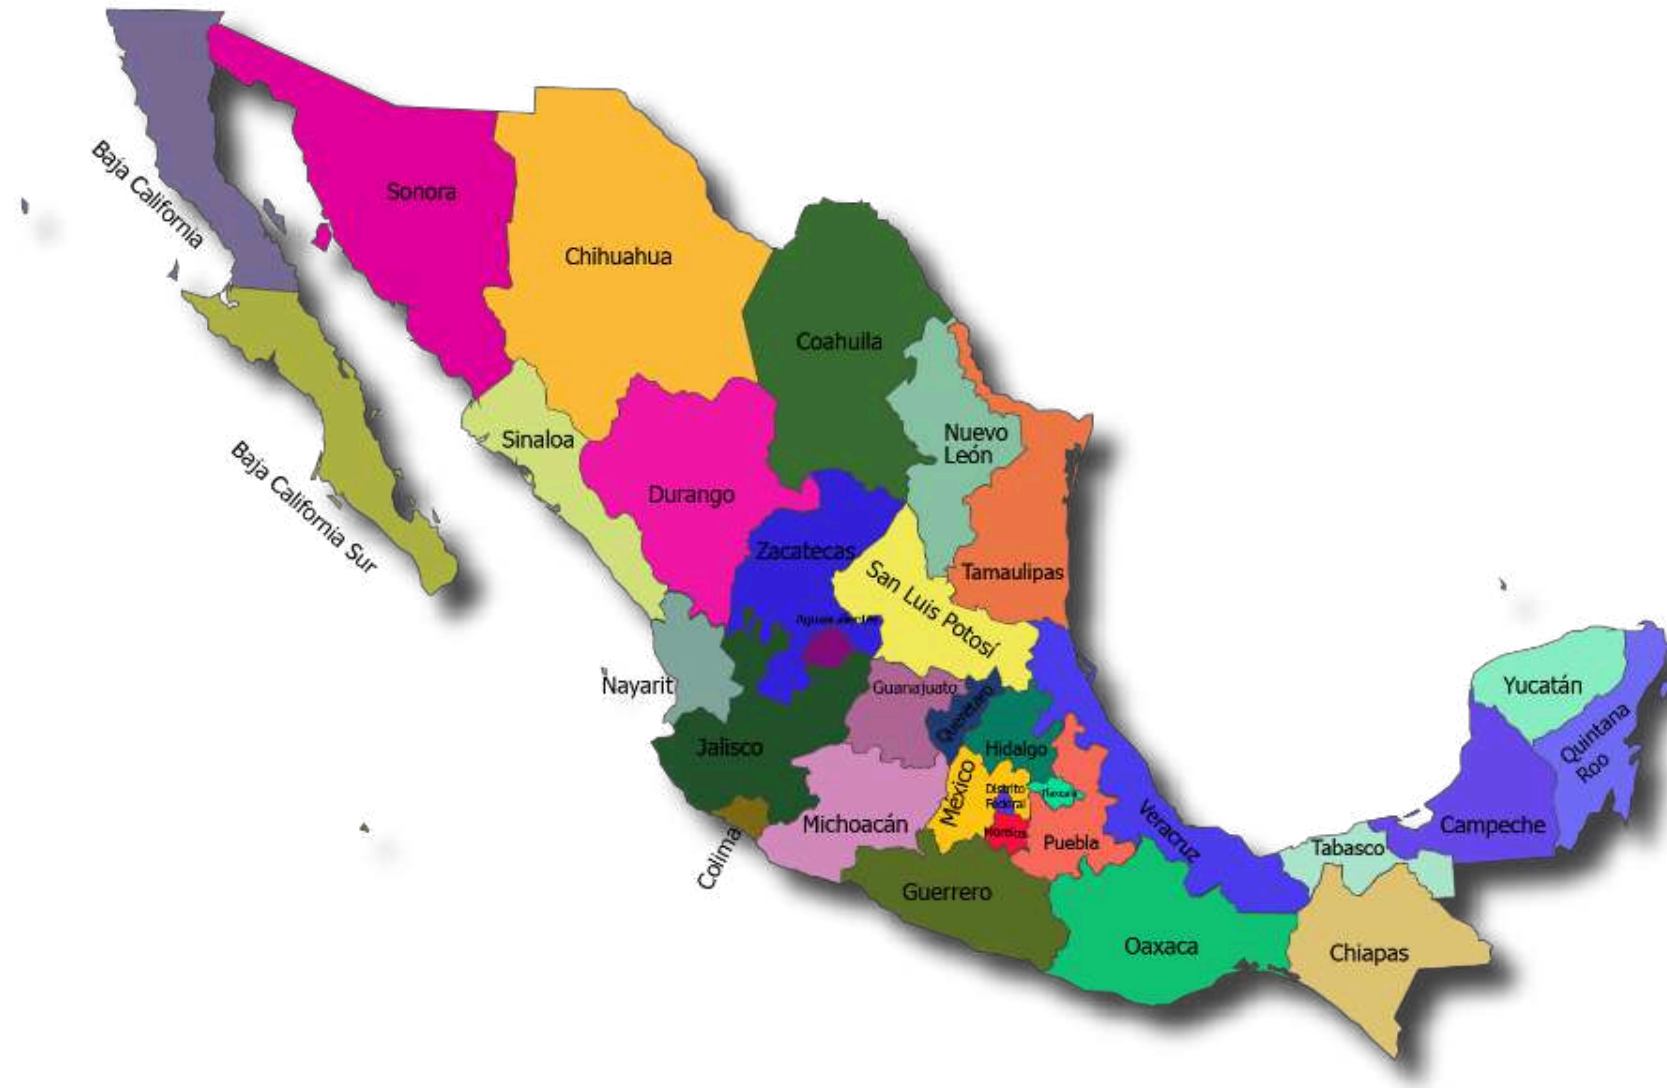 Baja California
Sonora
Chihuahua
Coahuila
Baja California Sur
Sinaloa
Nuevo
León
Durango
Zacatecas
San Luis Potosí
Tamaulipas
Nayarit
Guanajuato
Querétaro
Yucatán
Quintana
Roo
Jalisco
Hidalgo
México
Distrito
Federal
Tlaxcala
Michoacán
Colima
Morelos
Puebla
Veracruz
Campeche
Tabasco
Guerrero
Oaxaca
Chiapas